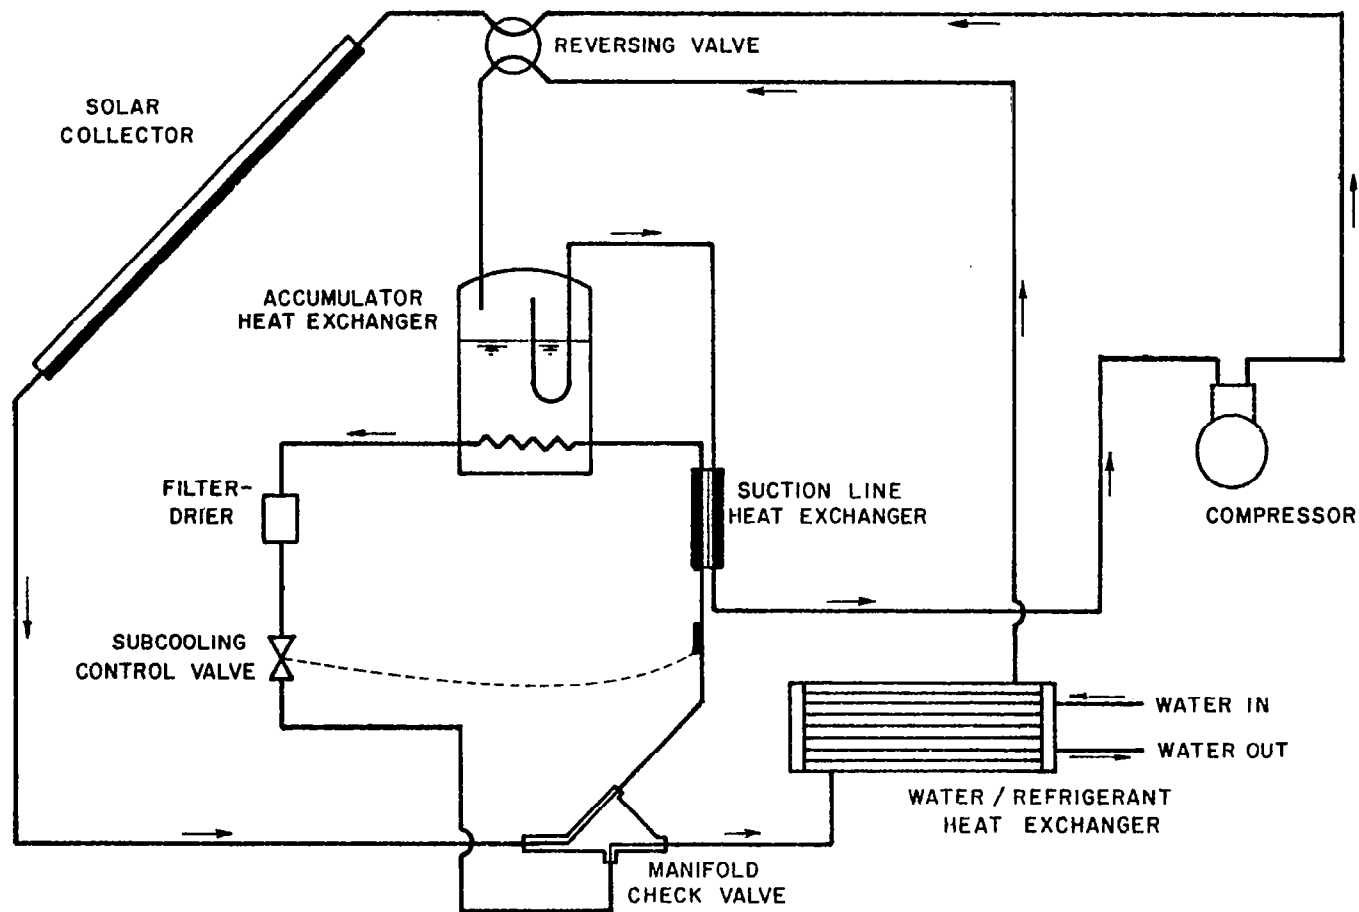 REVERSING VALVE
SOLAR
COLLECTOR
ACCUMULATOR
HEAT EXCHANGER
FILTER-
DRIER
SUCTION LINE
HEAT EXCHANGER
COMPRESSOR
SUBCOOLING
CONTROL VALVE
WATER IN
WATER OUT
WATER / REFRIGERANT
HEAT EXCHANGER
MANIFOLD
CHECK VALVE